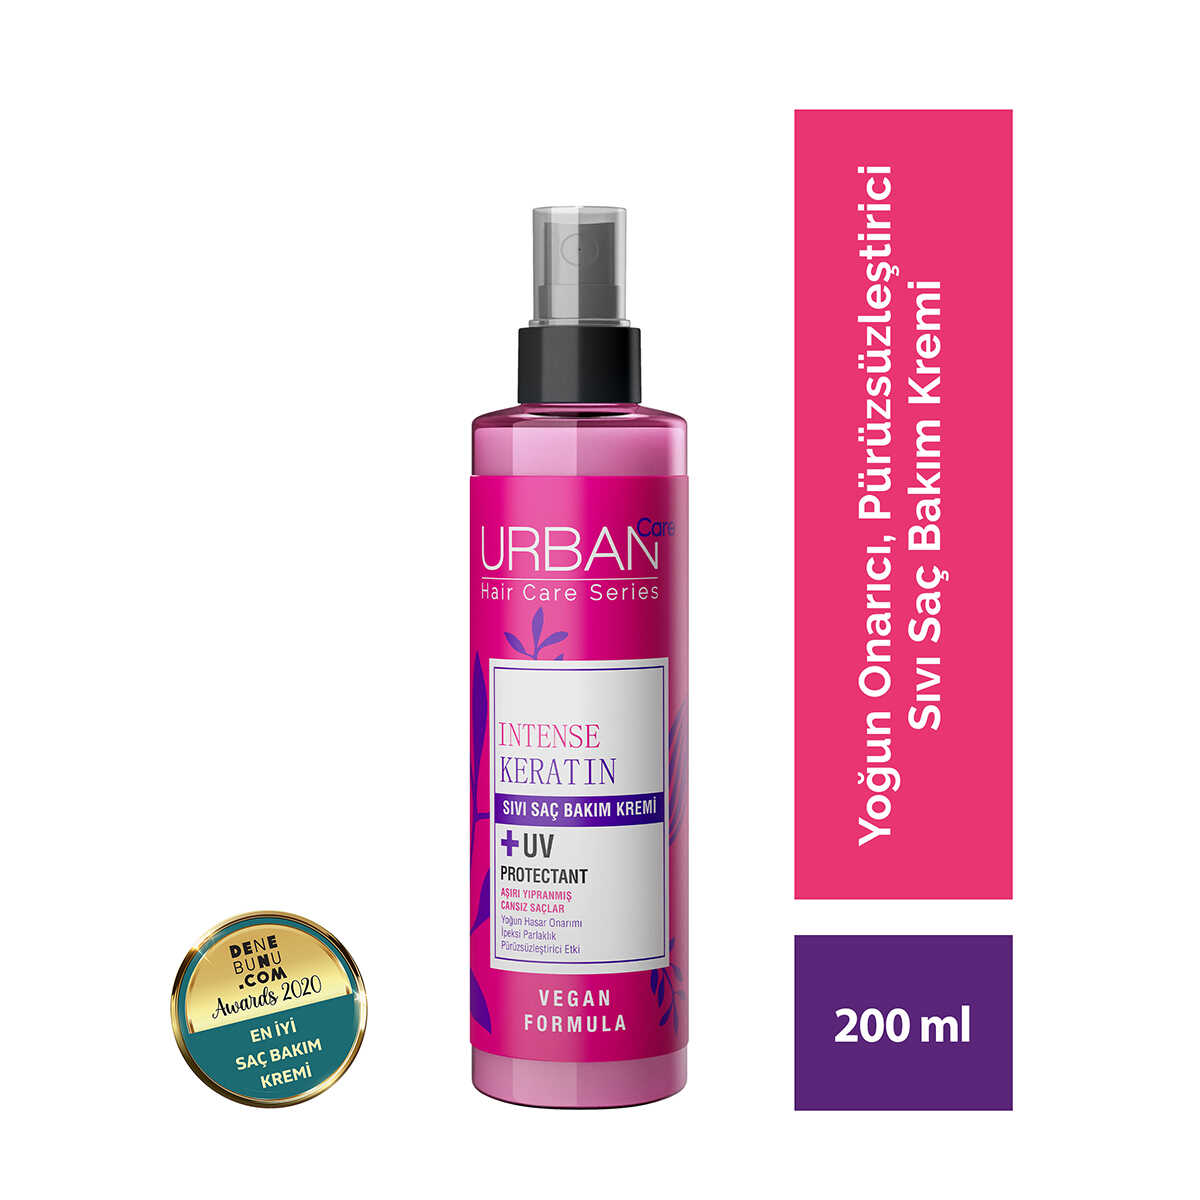 URBAN Care
Hair Care Series
INTENSE
KERATIN
SIVI SAÇ BAKIM KREMİ
+UV
PROTECTANT
AŞIRI YIPRANMIŞ
CANSIZ SAÇLAR
Yoğun Hasar Onarımı
İpeksi Parlaklık
Pürüzsüzleştirici Etki
VEGAN
FORMULA
Yoğun Onarıcı, Pürüzsüzleştirici
Sıvı Saç Bakım Kremi
200 ml
DENE
BUNU
.COM
Awards 2020
EN İYİ
SAÇ BAKIM
KREMİ